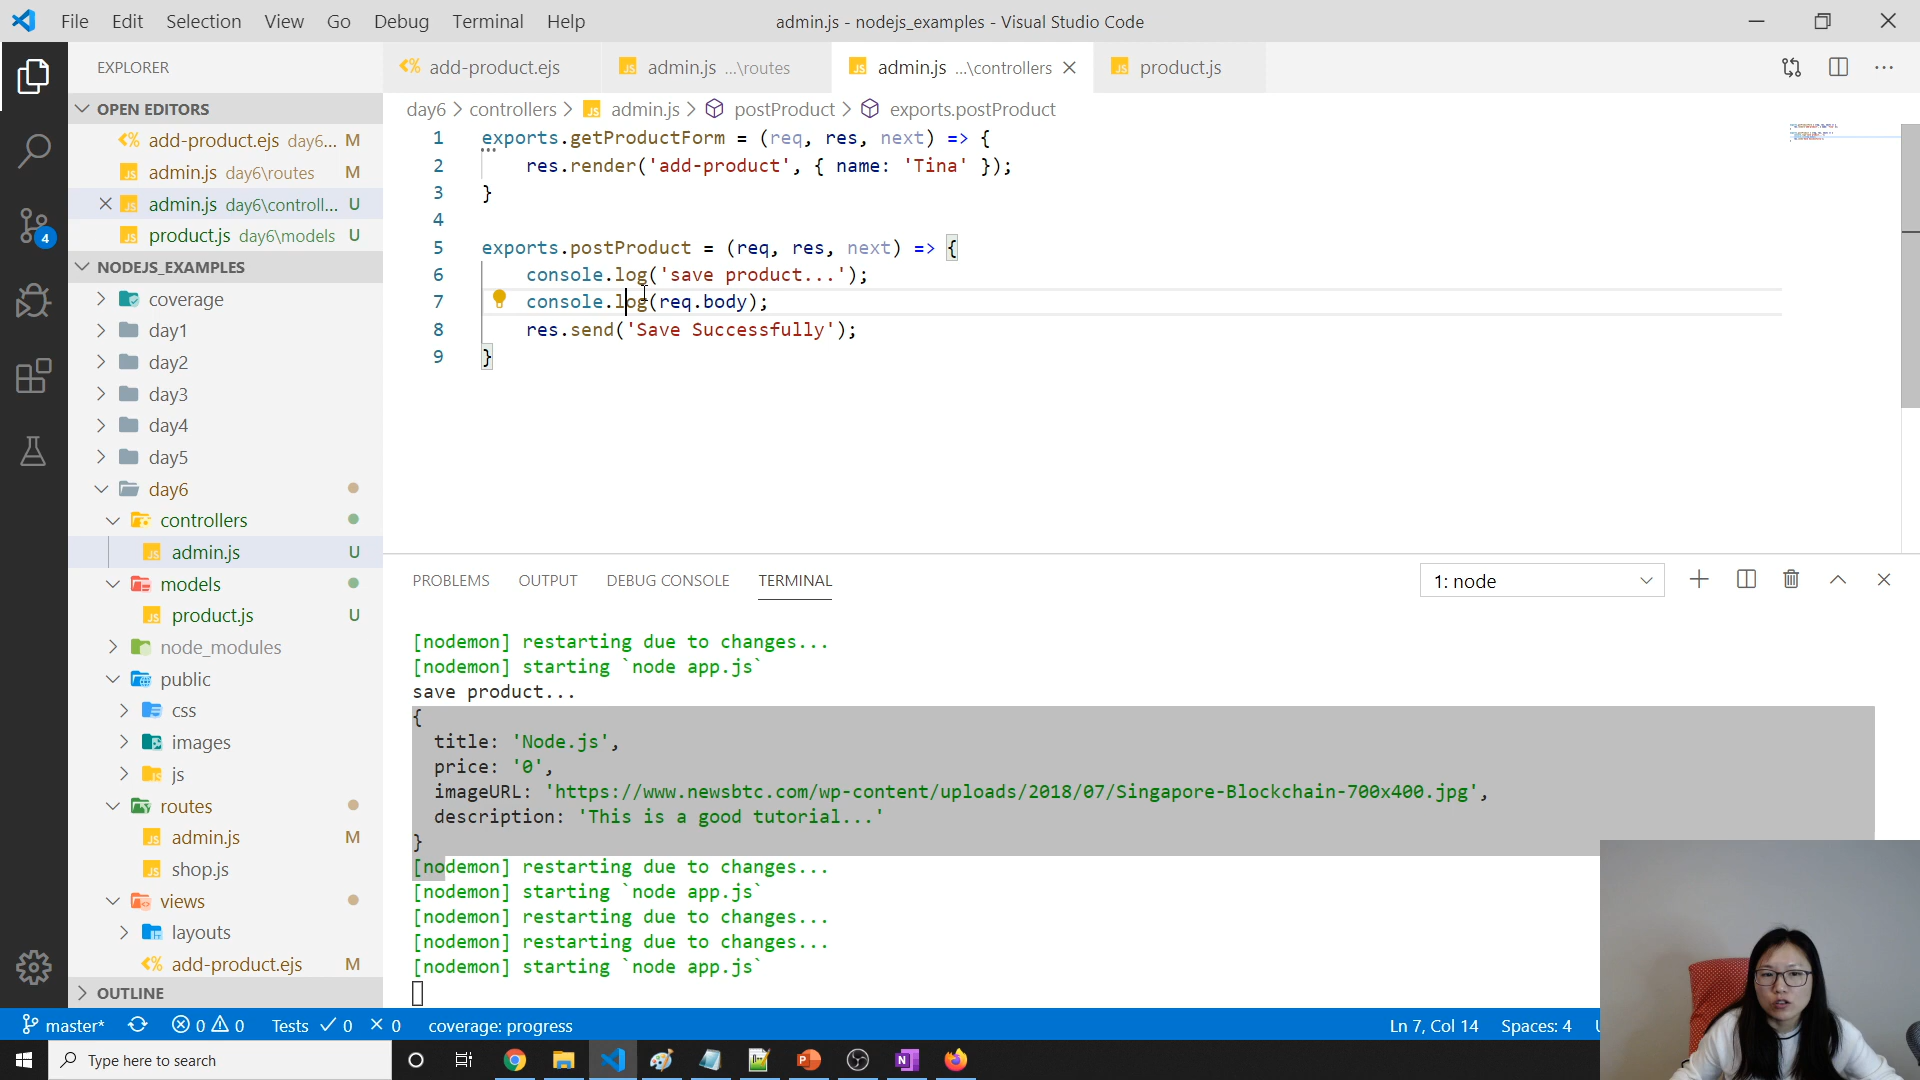 File Edit Selection View Go Debug Terminal Help
admin.js - nodejs_examples - Visual Studio Code
EXPLORER
add-product.ejs
admin.js ...\routes
admin.js ...\controllers
product.js
OPEN EDITORS
add-product.ejs day6... M
admin.js day6\routes M
admin.js day6\controll... U
product.js day6\models U
NODEJS_EXAMPLES
coverage
day1
day2
day3
day4
day5
day6
controllers
admin.js U
models
product.js U
node_modules
public
css
images
js
routes
admin.js M
shop.js
views
layouts
add-product.ejs M
OUTLINE
4
day6 > controllers > admin.js > postProduct > exports.postProduct
1 exports.getProductForm = (req, res, next) => {
2 res.render('add-product', { name: 'Tina' });
3 }
4
5 exports.postProduct = (req, res, next) => {
6 console.log('save product...');
7 console.log(req.body);
8 res.send('Save Successfully');
9 }
PROBLEMS OUTPUT DEBUG CONSOLE TERMINAL
1: node
[nodemon] restarting due to changes...
[nodemon] starting `node app.js`
save product...
{
title: 'Node.js',
price: '0',
imageURL: 'https://www.newsbtc.com/wp-content/uploads/2018/07/Singapore-Blockchain-700x400.jpg',
description: 'This is a good tutorial...'
}
[nodemon] restarting due to changes...
[nodemon] starting `node app.js`
[nodemon] restarting due to changes...
[nodemon] restarting due to changes...
[nodemon] starting `node app.js`
master* 0 0 Tests 0 0 coverage: progress
Ln 7, Col 14 Spaces: 4
Type here to search